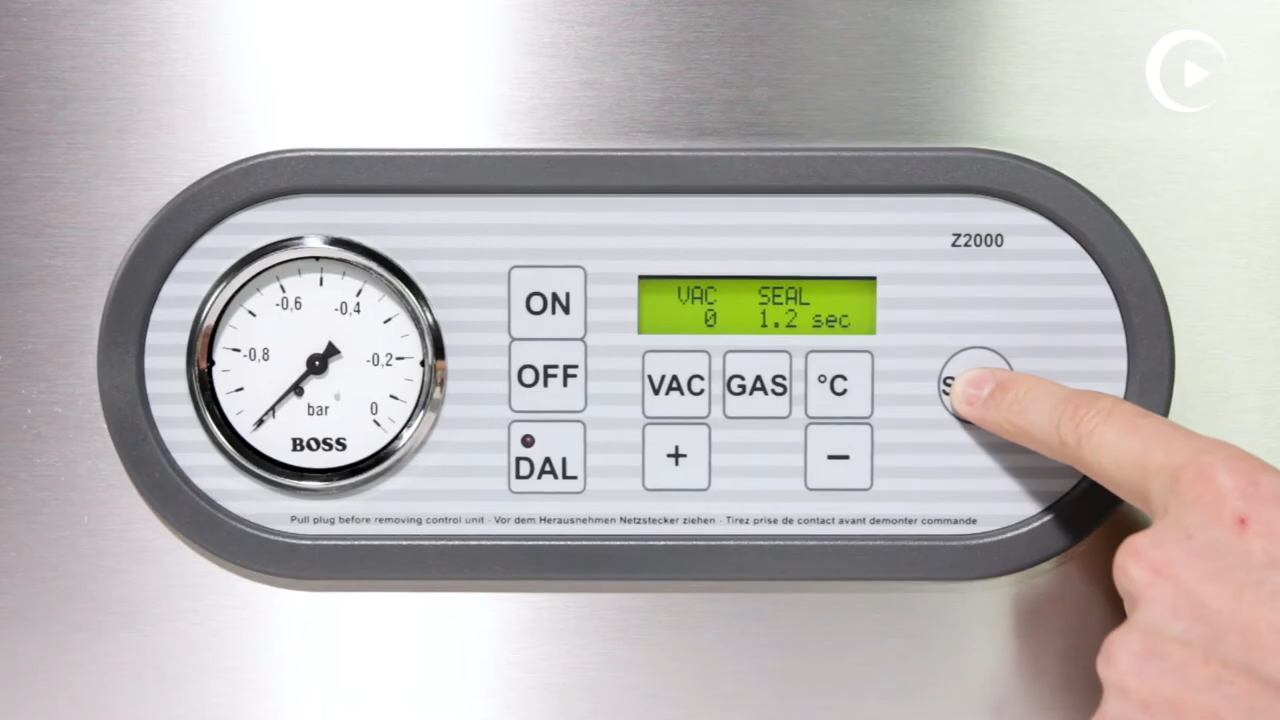 Z2000
-0,6
-0,4
-0,8
-0,2
-1
bar
0
BOSS
ON
OFF
DAL
VAC SEAL
0 1.2 sec
VAC GAS °C
+ −
Pull plug before removing control unit · Vor dem Herausnehmen Netzstecker ziehen · Tirez prise de contact avant demonter commande